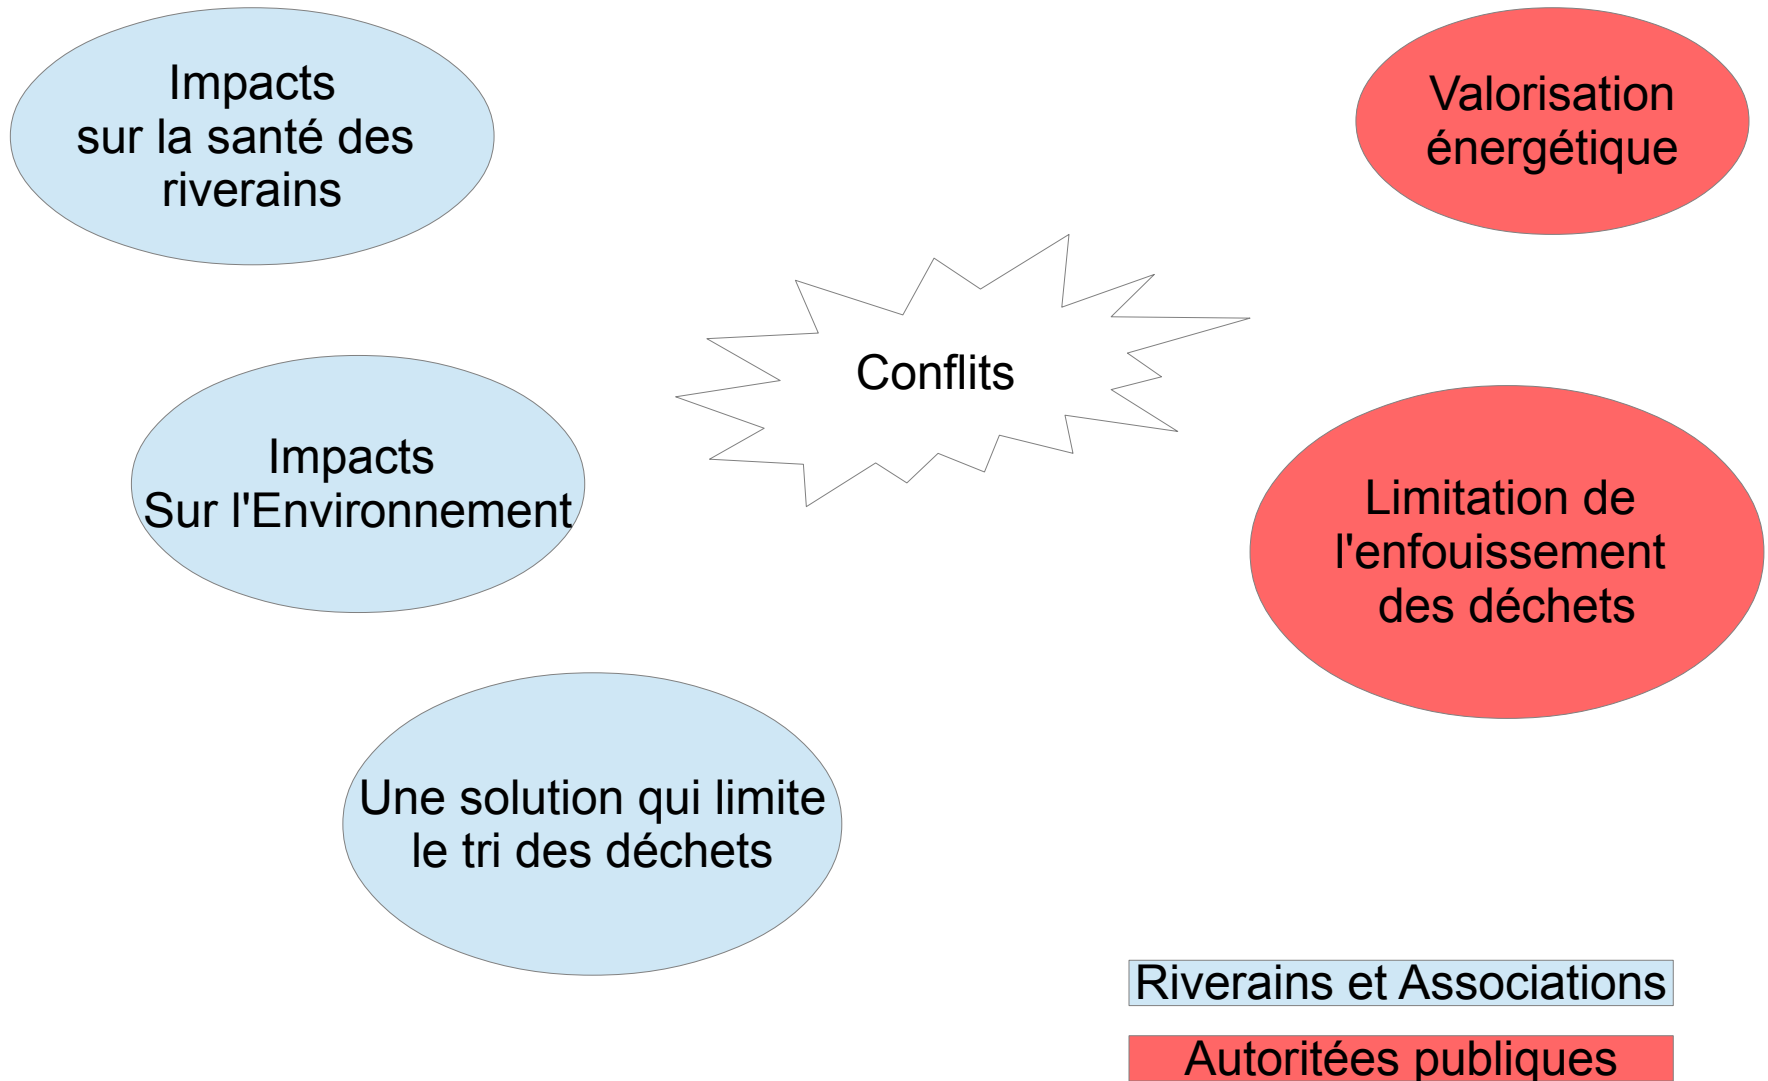 Impacts
sur la santé des
riverains
Valorisation
énergétique
Conflits
Impacts
Sur l'Environnement
Limitation de
l'enfouissement
des déchets
Une solution qui limite
le tri des déchets
Riverains et Associations
Autoritées publiques